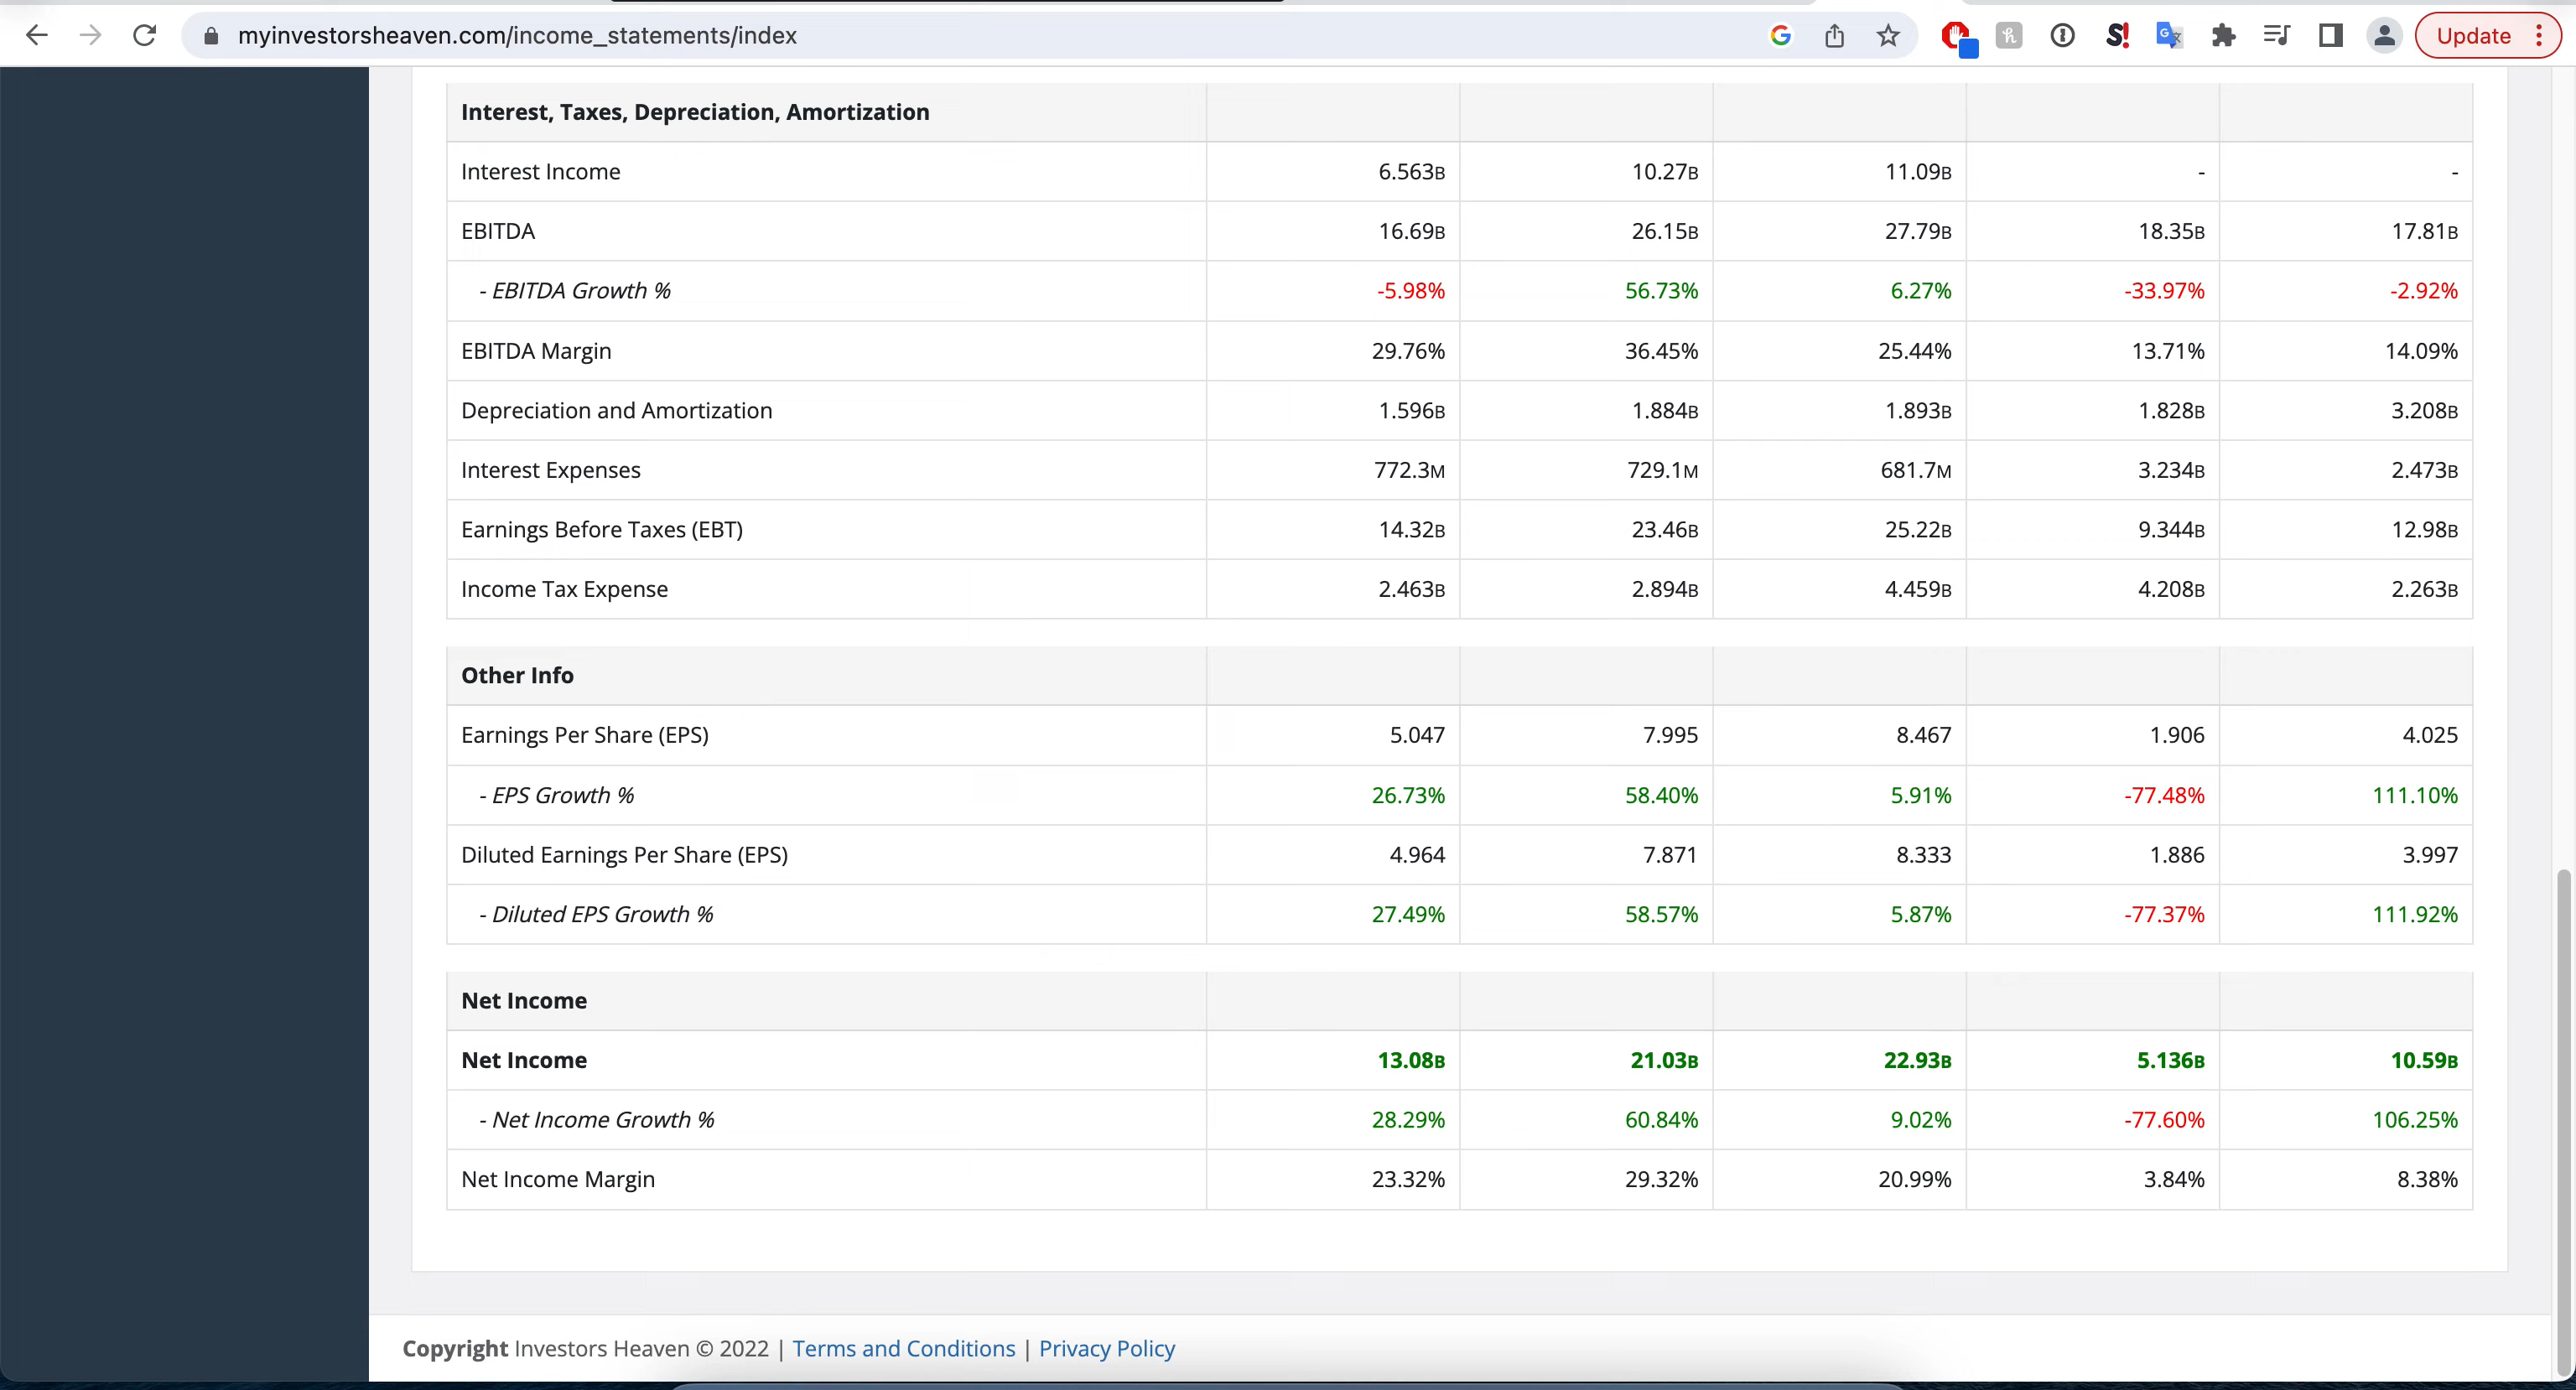 myinvestorsheaven.com/income_statements/index Update
Interest, Taxes, Depreciation, Amortization
Interest Income 6.563B 10.27B 11.09B - -
EBITDA 16.69B 26.15B 27.79B 18.35B 17.81B
- EBITDA Growth % -5.98% 56.73% 6.27% -33.97% -2.92%
EBITDA Margin 29.76% 36.45% 25.44% 13.71% 14.09%
Depreciation and Amortization 1.596B 1.884B 1.893B 1.828B 3.208B
Interest Expenses 772.3M 729.1M 681.7M 3.234B 2.473B
Earnings Before Taxes (EBT) 14.32B 23.46B 25.22B 9.344B 12.98B
Income Tax Expense 2.463B 2.894B 4.459B 4.208B 2.263B
Other Info
Earnings Per Share (EPS) 5.047 7.995 8.467 1.906 4.025
- EPS Growth % 26.73% 58.40% 5.91% -77.48% 111.10%
Diluted Earnings Per Share (EPS) 4.964 7.871 8.333 1.886 3.997
- Diluted EPS Growth % 27.49% 58.57% 5.87% -77.37% 111.92%
Net Income
Net Income 13.08B 21.03B 22.93B 5.136B 10.59B
- Net Income Growth % 28.29% 60.84% 9.02% -77.60% 106.25%
Net Income Margin 23.32% 29.32% 20.99% 3.84% 8.38%
Copyright Investors Heaven © 2022 | Terms and Conditions | Privacy Policy